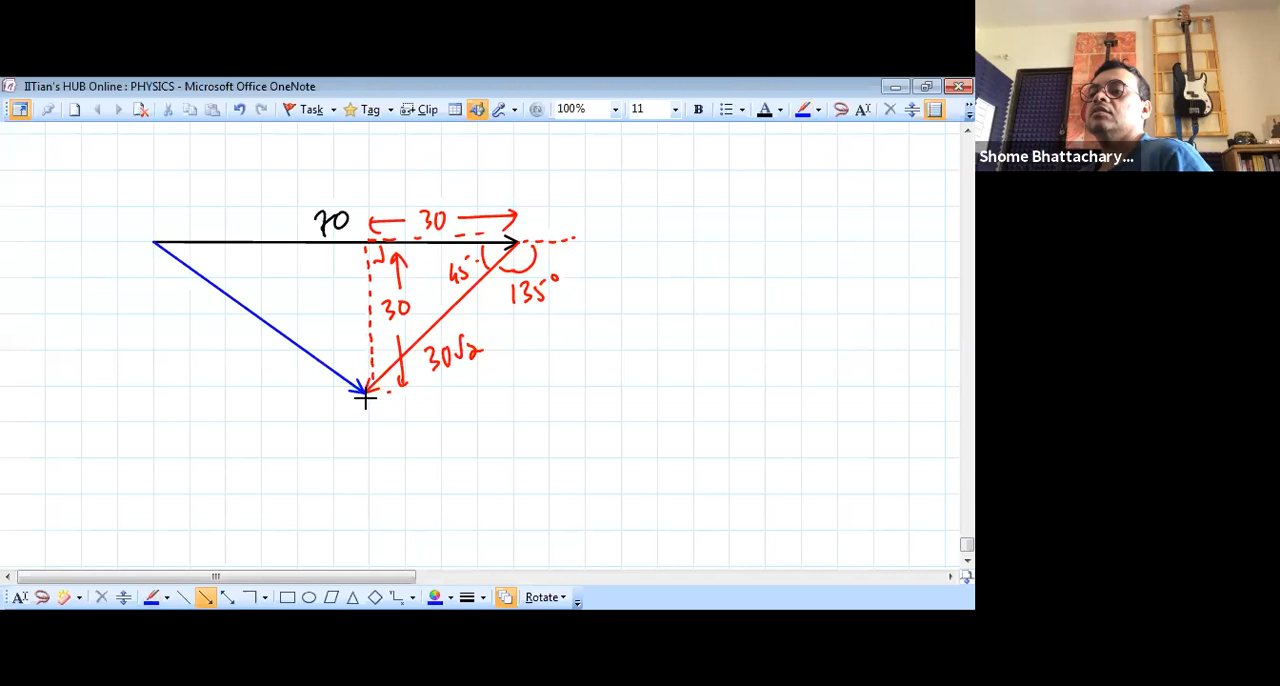 IITian's HUB Online : PHYSICS - Microsoft Office OneNote
Task Tag Clip 100% 11 B A
Shome Bhattachary...
70 30
45°
135°
30
30√2
Rotate